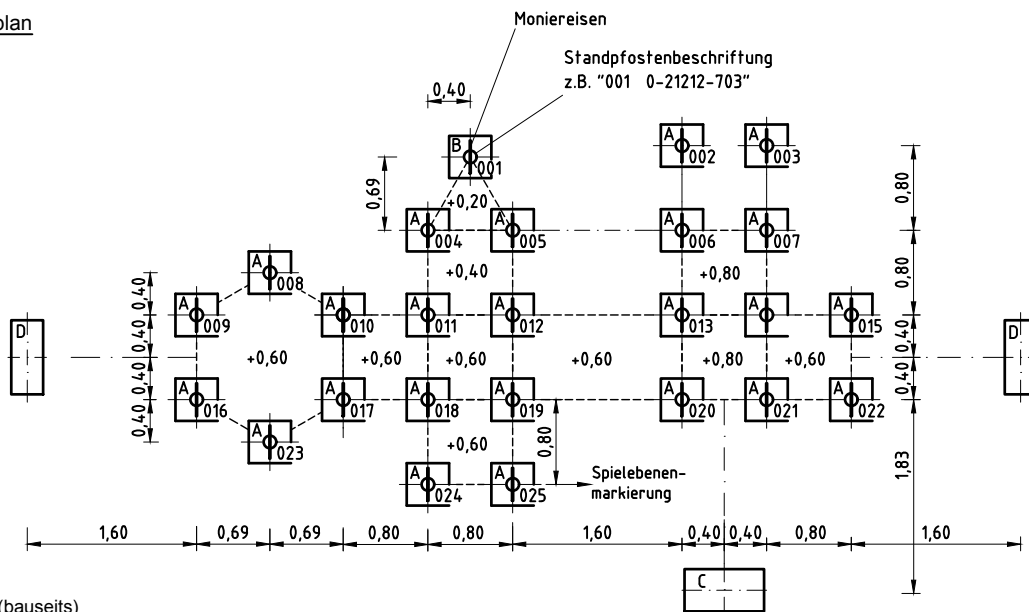 plan
Moniereisen
Standpfostenbeschriftung
z.B. "001 0-21212-703"
0,40
B
001
A
002
A
003
0,69
+0,20
0,80
A
004
A
005
A
006
A
007
+0,40
+0,80
0,80
A
008
0,40
A
009
A
010
A
011
A
012
A
013
A
015
D
0,40
+0,60
+0,60
+0,60
+0,60
+0,80
+0,60
0,40
D
0,40
0,40
A
016
A
017
A
018
A
019
A
020
A
021
A
022
0,40
A
023
+0,60
0,80
1,83
A
024
A
025
Spielebenen-
markierung
1,60
0,69
0,69
0,80
0,80
1,60
0,40
0,40
0,80
1,60
C
(bauseits)